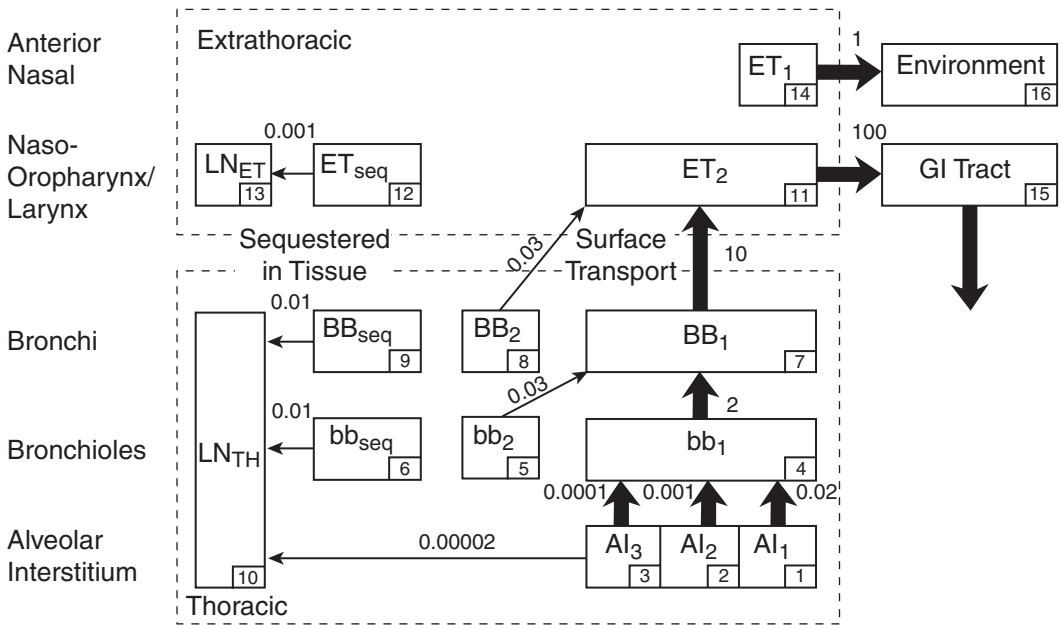 Anterior
Nasal
Extrathoracic
ET1
14
1
Environment
16
Naso-
Oropharynx/
Larynx
LNET
13
0.001
ETseq
12
ET2
11
100
GI Tract
15
Sequestered
in Tissue
0.03
Surface
Transport
10
Bronchi
0.01
BBseq
9
BB2
8
BB1
7
0.03
2
Bronchioles
LNTH
10
0.01
bbseq
6
bb2
5
bb1
4
0.0001
0.001
0.02
Alveolar
Interstitium
0.00002
AI3
3
AI2
2
AI1
1
Thoracic